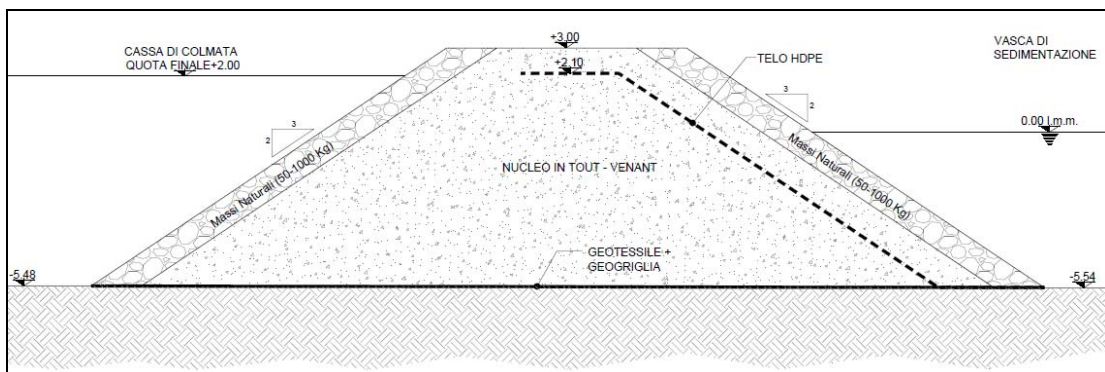 CASSA DI COLMATA
QUOTA FINALE+2.00
+3.00
+2.10
TELO HDPE
VASCA DI
SEDIMENTAZIONE
3
2
3
2
0.00 l.m.m.
Massi Naturali (50-1000 Kg)
NUCLEO IN TOUT - VENANT
Massi Naturali (50-1000 Kg)
GEOTESSILE +
GEOGRIGLIA
-5.48
-5.54